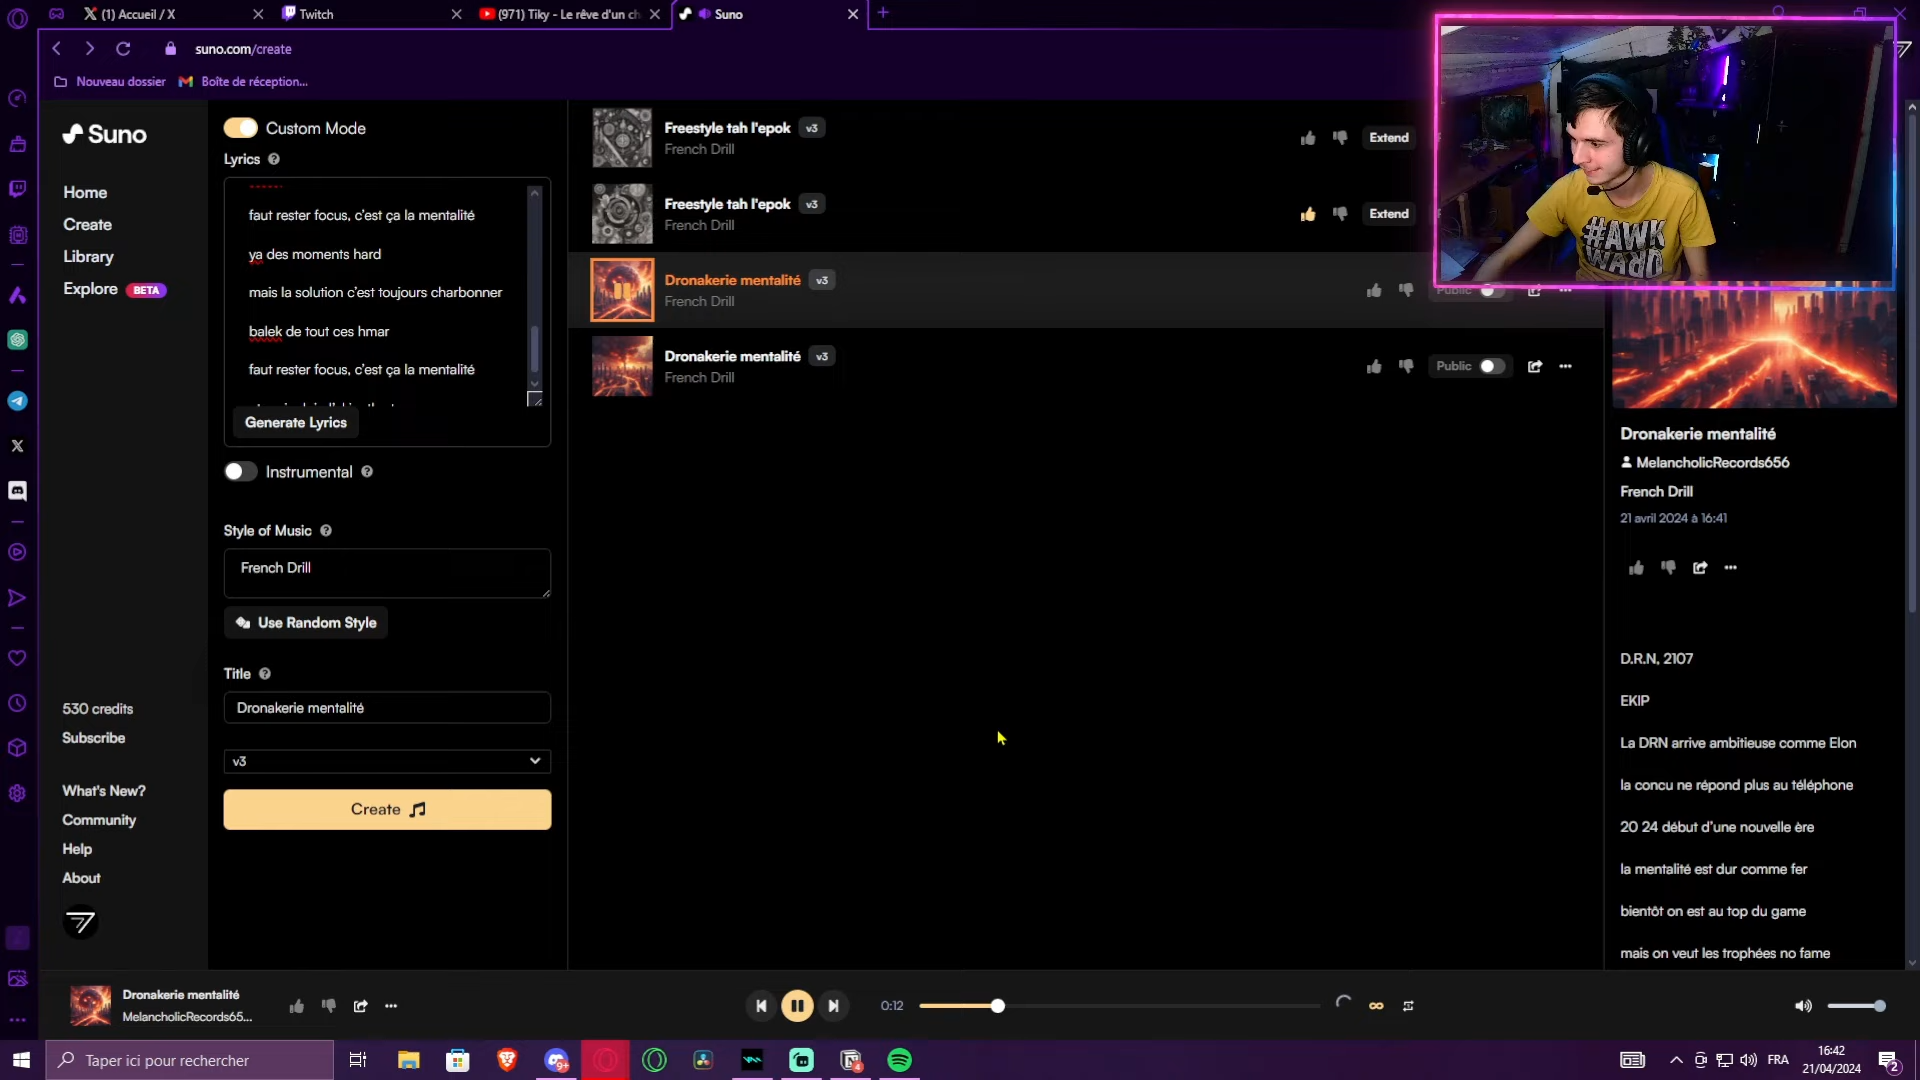 (1) Accueil / X
Twitch
(971) Tiky - Le rêve d'un ch
Suno
suno.com/create
Nouveau dossier
Boîte de réception...
Suno
Home
Create
Library
Explore BETA
530 credits
Subscribe
What's New?
Community
Help
About
Custom Mode
Lyrics
faut rester focus, c'est ça la mentalité
ya des moments hard
mais la solution c'est toujours charbonner
balek de tout ces hmar
faut rester focus, c'est ça la mentalité
Generate Lyrics
Instrumental
Style of Music
French Drill
Use Random Style
Title
Dronakerie mentalité
v3
Create
Freestyle tah l'epok v3
French Drill
Extend
Freestyle tah l'epok v3
French Drill
Extend
Dronakerie mentalité v3
French Drill
Public
Dronakerie mentalité v3
French Drill
Public
#AWK
Dronakerie mentalité
MelancholicRecords656
French Drill
21 avril 2024 à 16:41
D.R.N, 2107
EKIP
La DRN arrive ambitieuse comme Elon
la concu ne répond plus au téléphone
20 24 début d'une nouvelle ère
la mentalité est dur comme fer
bientôt on est au top du game
mais on veut les trophées no fame
Dronakerie mentalité
MelancholicRecords65...
0:12
Taper ici pour rechercher
9+
4
FRA
16:42
21/04/2024
2